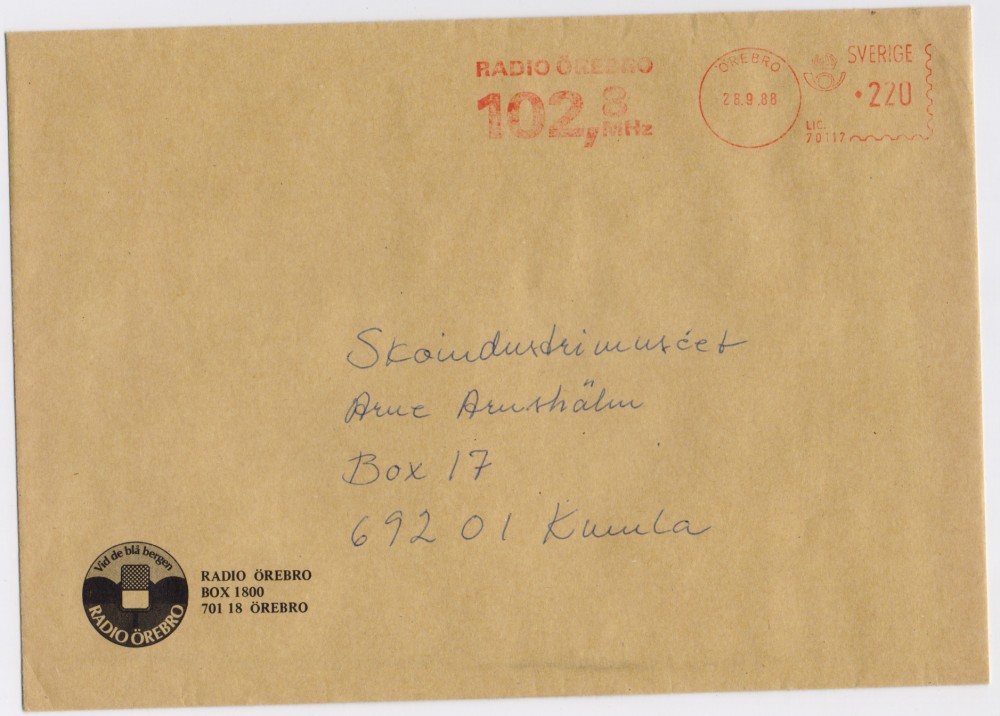 RADIO ÖREBRO
102,8 MHz
ÖREBRO
28.9.88
SVERIGE
•220
LIC.
70117
Skoindustrimuséet
Arne Arnshälm
Box 17
692 01 Kumla
Vid de blå bergen
RADIO ÖREBRO
RADIO ÖREBRO
BOX 1800
701 18 ÖREBRO